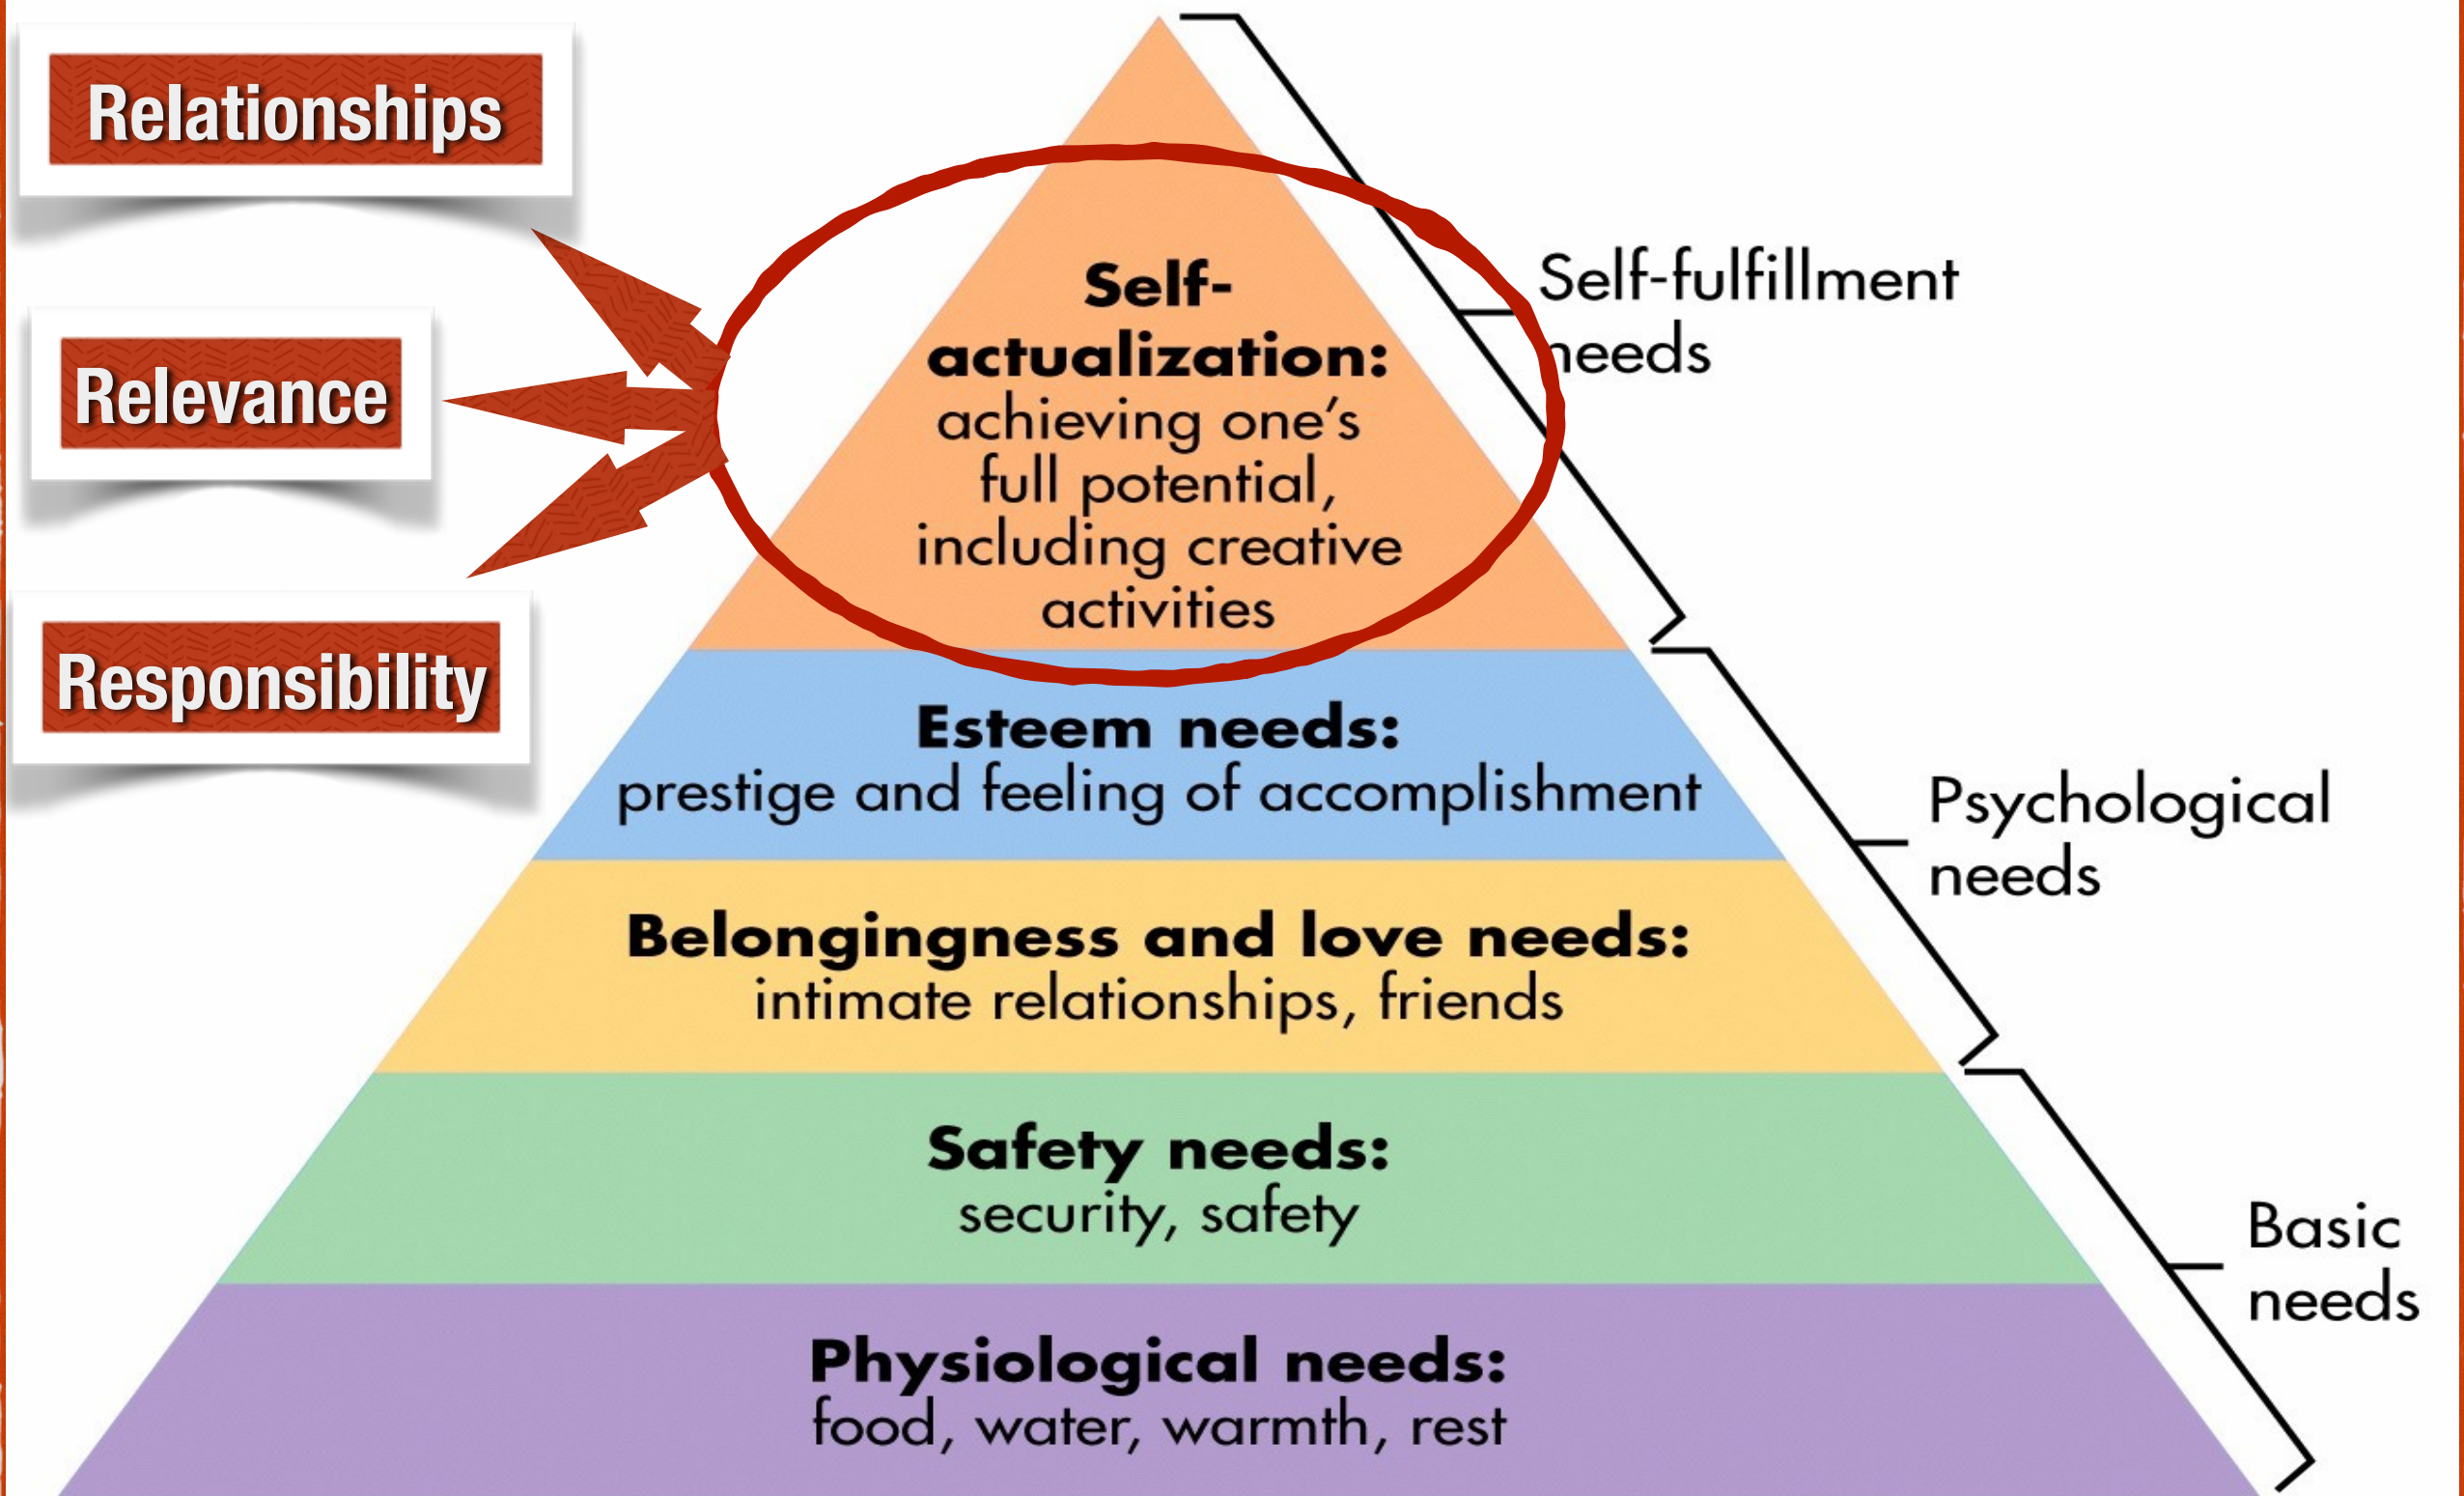 Relationships
Relevance
Responsibility
Self-
actualization:
achieving one’s
full potential,
including creative
activities
Esteem needs:
prestige and feeling of accomplishment
Belongingness and love needs:
intimate relationships, friends
Safety needs:
security, safety
Physiological needs:
food, water, warmth, rest
Self-fulfillment
needs
Psychological
needs
Basic
needs